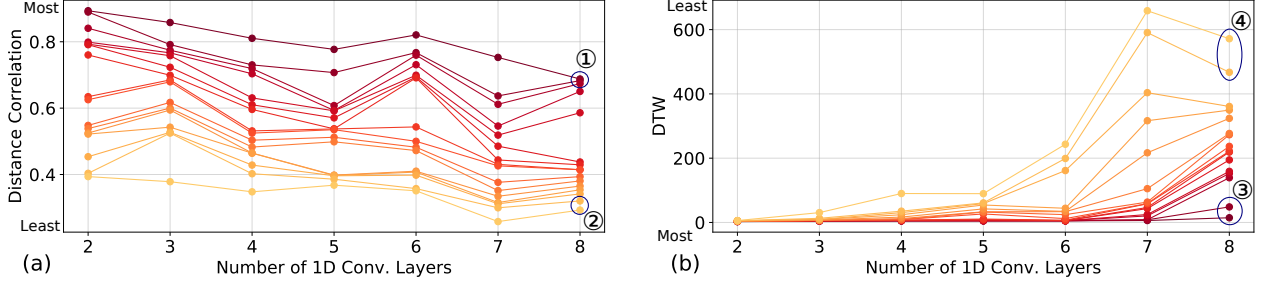 Most
0.8
0.6
0.4
Least
Distance Correlation
2 3 4 5 6 7 8
Number of 1D Conv. Layers
(a)
①
②
Least
600
400
200
0
Most
DTW
2 3 4 5 6 7 8
Number of 1D Conv. Layers
(b)
④
③